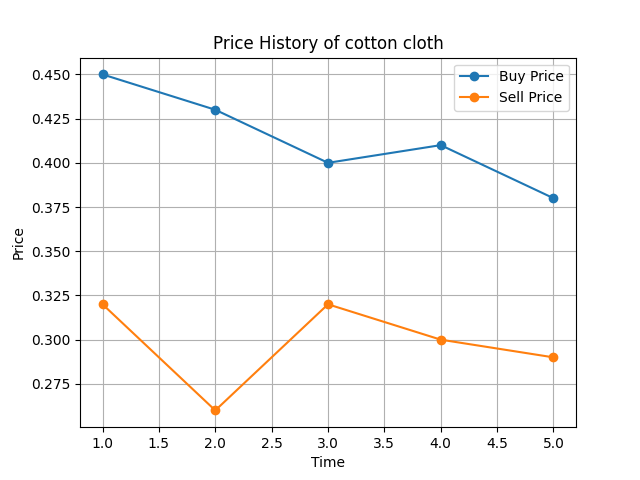 Price History of cotton cloth
Buy Price
Sell Price
0.450
0.425
0.400
0.375
0.350
0.325
0.300
0.275
Price
1.0 1.5 2.0 2.5 3.0 3.5 4.0 4.5 5.0
Time